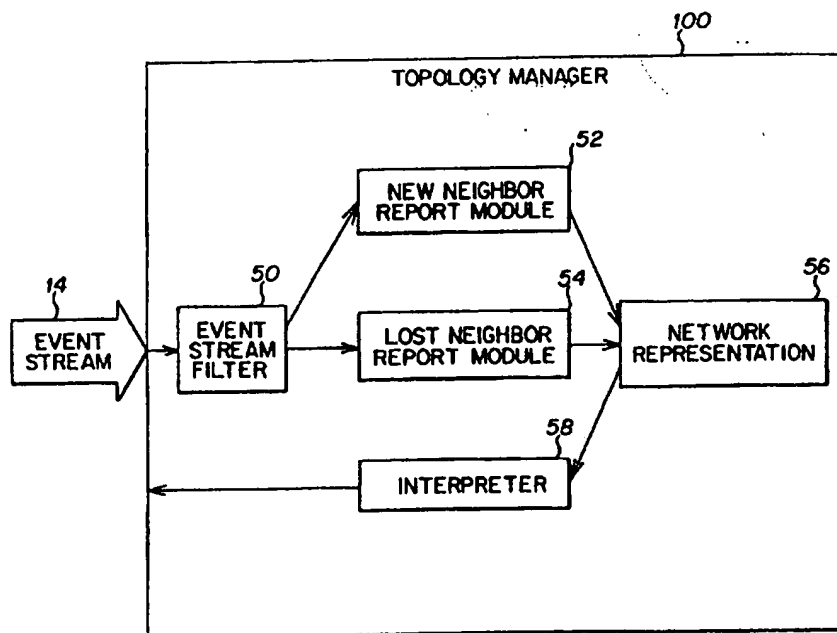 100
TOPOLOGY MANAGER
52
NEW NEIGHBOR
REPORT MODULE
14
EVENT
STREAM
50
EVENT
STREAM
FILTER
54
LOST NEIGHBOR
REPORT MODULE
56
NETWORK
REPRESENTATION
58
INTERPRETER